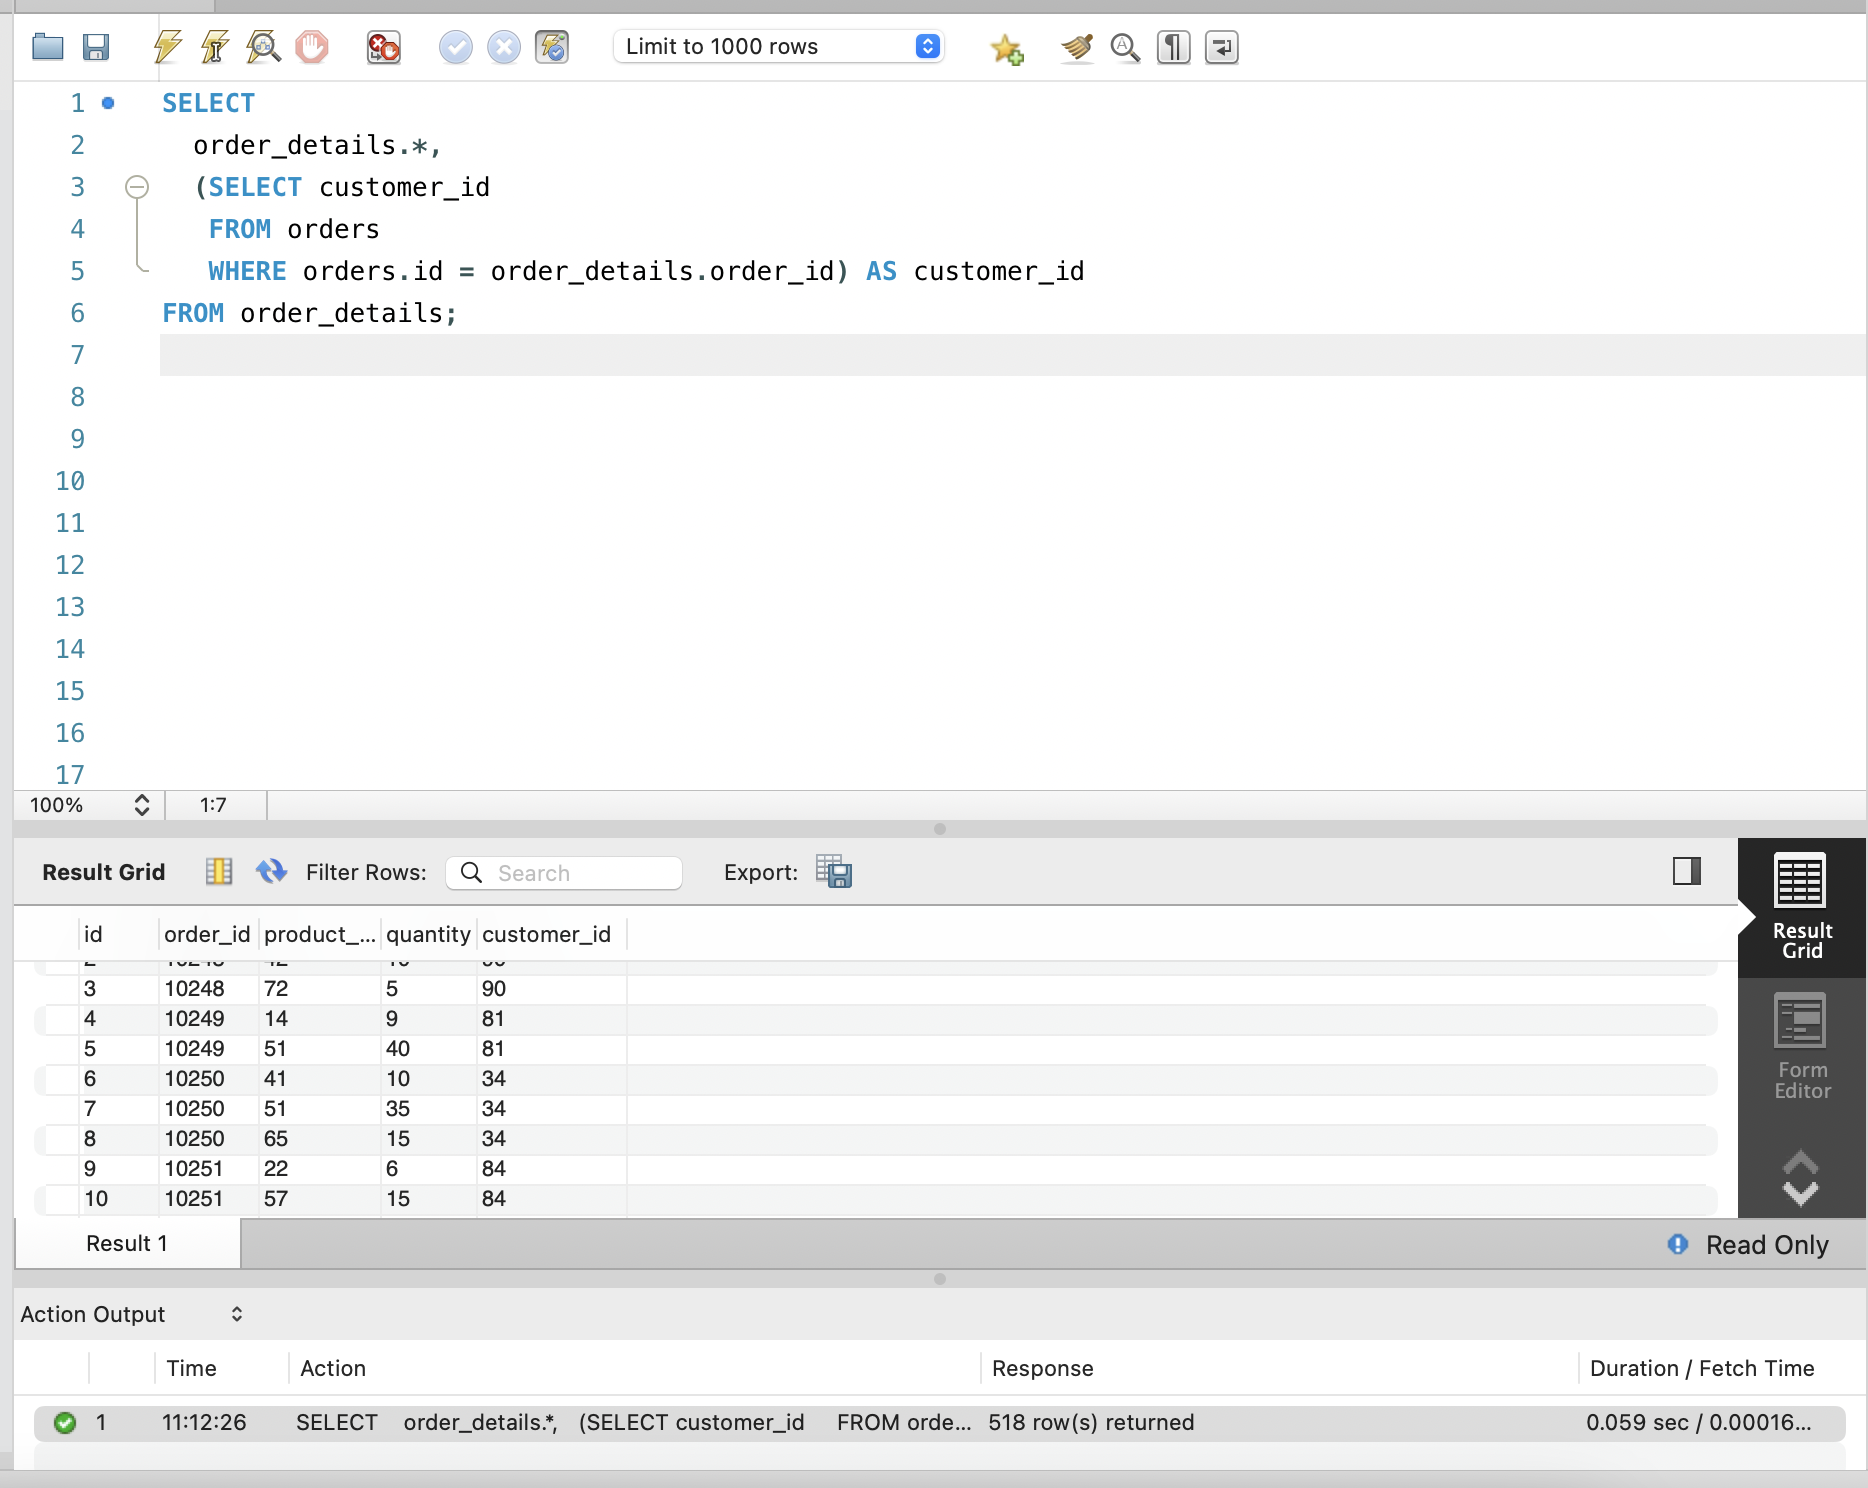 Limit to 1000 rows
1 SELECT
2 order_details.*,
3 (SELECT customer_id
4 FROM orders
5 WHERE orders.id = order_details.order_id) AS customer_id
6 FROM order_details;
7
8
9
10
11
12
13
14
15
16
17
100% 1:7
Result Grid Filter Rows: Search Export:
id order_id product_... quantity customer_id
3 10248 72 5 90
4 10249 14 9 81
5 10249 51 40 81
6 10250 41 10 34
7 10250 51 35 34
8 10250 65 15 34
9 10251 22 6 84
10 10251 57 15 84
Result
Grid
Form
Editor
Result 1 Read Only
Action Output
Time Action Response Duration / Fetch Time
1 11:12:26 SELECT order_details.*, (SELECT customer_id FROM orde... 518 row(s) returned 0.059 sec / 0.00016...